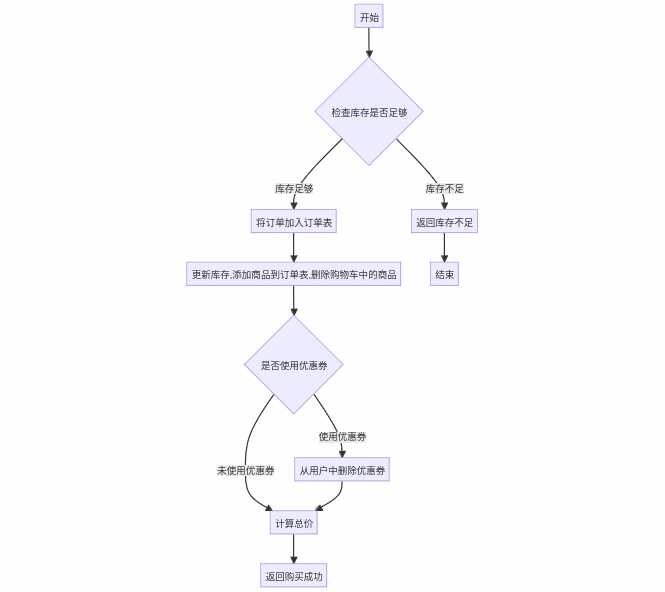 开始
检查库存是否足够
库存足够
库存不足
将订单加入订单表
返回库存不足
更新库存,添加商品到订单表,删除购物车中的商品
结束
是否使用优惠券
使用优惠券
未使用优惠券
从用户中删除优惠券
计算总价
返回购买成功